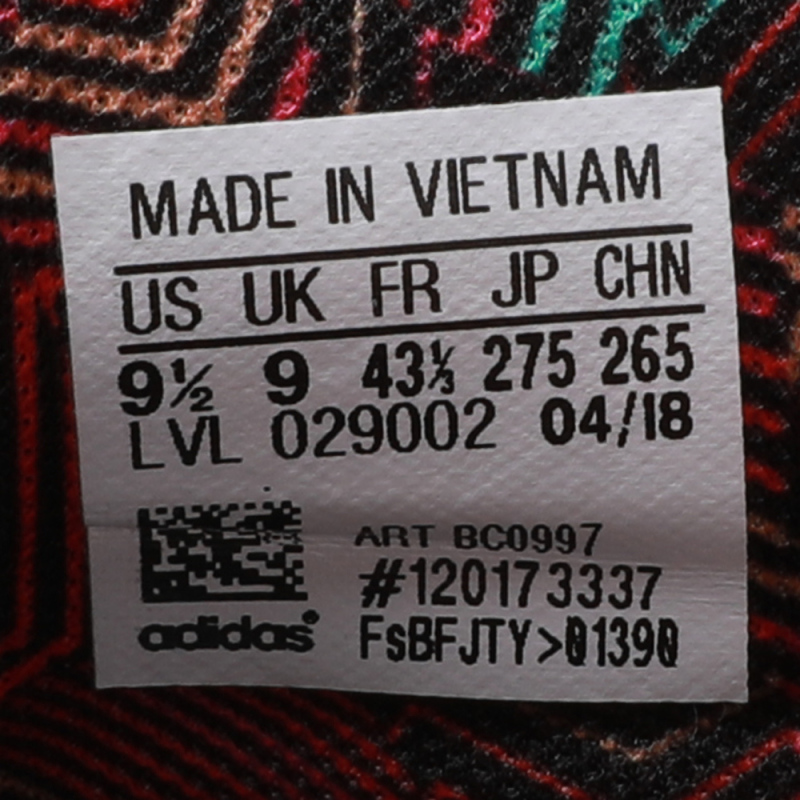 MADE IN VIETNAM
US UK FR JP CHN
9½ 9 43⅓ 275 265
LVL 029002 04/18
ART BC0997
#120173337
adidas® FsBFJTY>01390